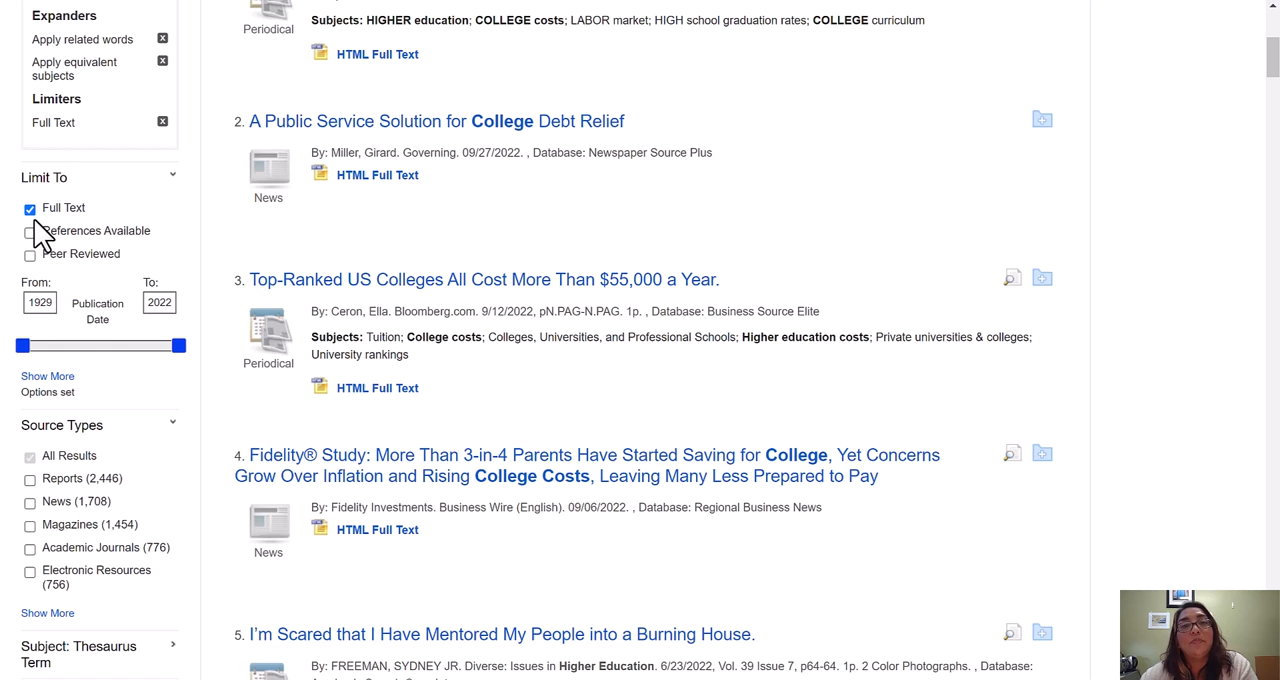 Expanders
Apply related words
Apply equivalent
subjects
Limiters
Full Text
Limit To
Full Text
References Available
Peer Reviewed
From:
To:
1929
Publication
Date
2022
Show More
Options set
Source Types
All Results
Reports (2,446)
News (1,708)
Magazines (1,454)
Academic Journals (776)
Electronic Resources
(756)
Show More
Subject: Thesaurus
Term
Periodical
Subjects: HIGHER education; COLLEGE costs; LABOR market; HIGH school graduation rates; COLLEGE curriculum
HTML Full Text
2. A Public Service Solution for College Debt Relief
By: Miller, Girard. Governing. 09/27/2022. , Database: Newspaper Source Plus
HTML Full Text
News
3. Top-Ranked US Colleges All Cost More Than $55,000 a Year.
By: Ceron, Ella. Bloomberg.com. 9/12/2022, pN.PAG-N.PAG. 1p. , Database: Business Source Elite
Subjects: Tuition; College costs; Colleges, Universities, and Professional Schools; Higher education costs; Private universities & colleges;
University rankings
Periodical
HTML Full Text
4. Fidelity® Study: More Than 3-in-4 Parents Have Started Saving for College, Yet Concerns
Grow Over Inflation and Rising College Costs, Leaving Many Less Prepared to Pay
By: Fidelity Investments. Business Wire (English). 09/06/2022. , Database: Regional Business News
HTML Full Text
News
5. I'm Scared that I Have Mentored My People into a Burning House.
By: FREEMAN, SYDNEY JR. Diverse: Issues in Higher Education. 6/23/2022, Vol. 39 Issue 7, p64-64. 1p. 2 Color Photographs. , Database: